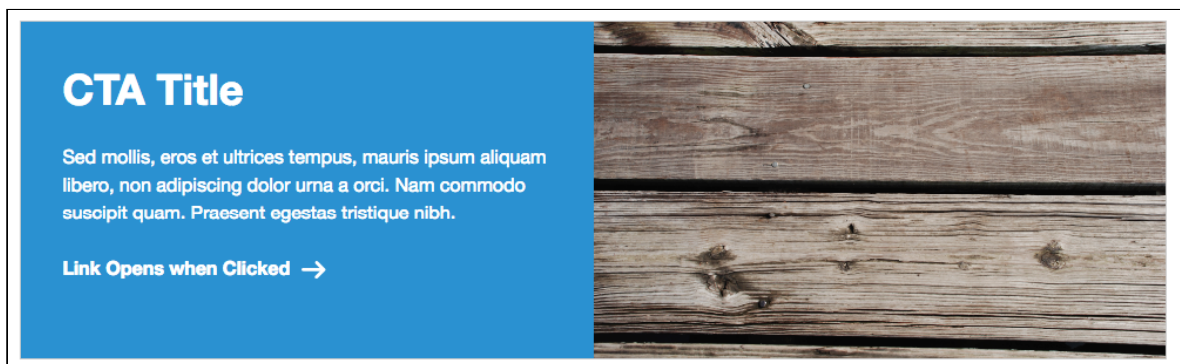 CTA Title
Sed mollis, eros et ultrices tempus, mauris ipsum aliquam
libero, non adipiscing dolor urna a orci. Nam commodo
suscipit quam. Praesent egestas tristique nibh.
Link Opens when Clicked →